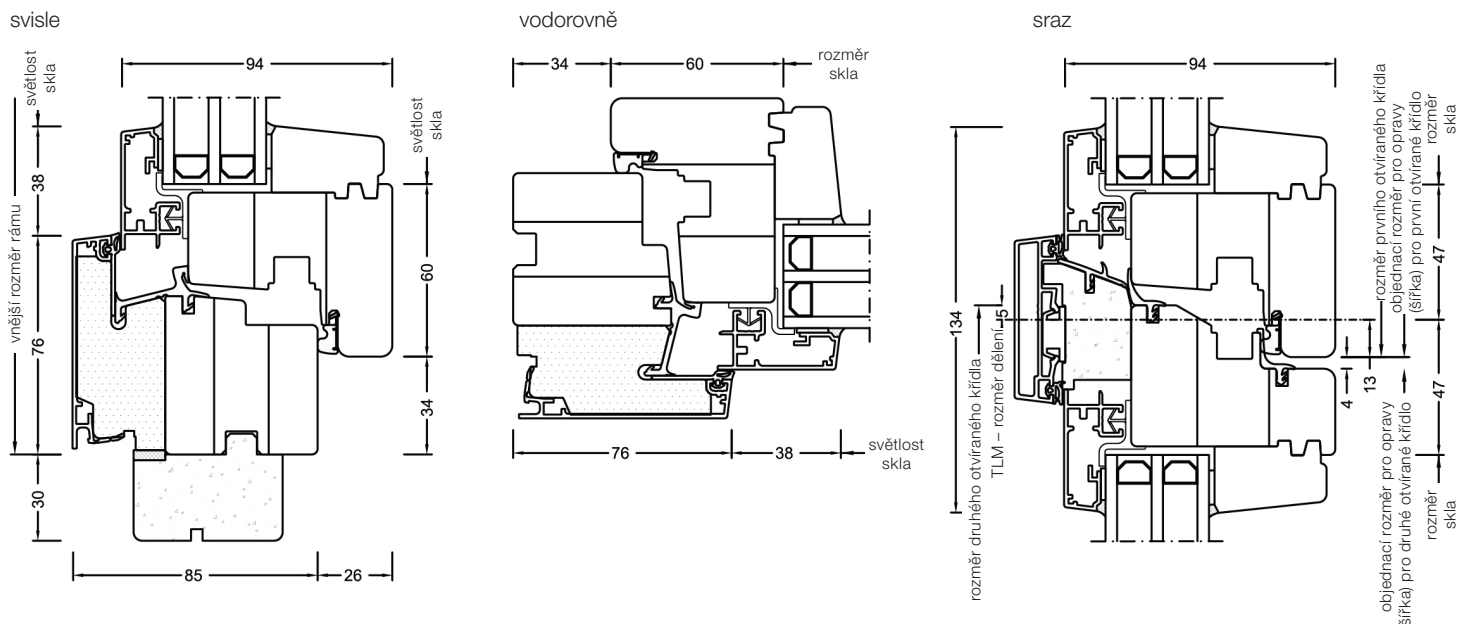 svisle
94
světlost
skla
38
vnější rozměr rámu
76
30
světlost
skla
60
34
85
26
vodorovně
34
60
rozměr
skla
76
38
světlost
skla
sraz
94
134
rozměr druhého otvíraného křídla
TLM – rozměr dělení
5
4
13
47
47
rozměr prvního otvíraného křídla
objednací rozměr pro opravy
(šířka) pro první otvírané křídlo
rozměr
skla
objednací rozměr pro opravy
(šířka) pro druhé otvírané křídlo
rozměr
skla